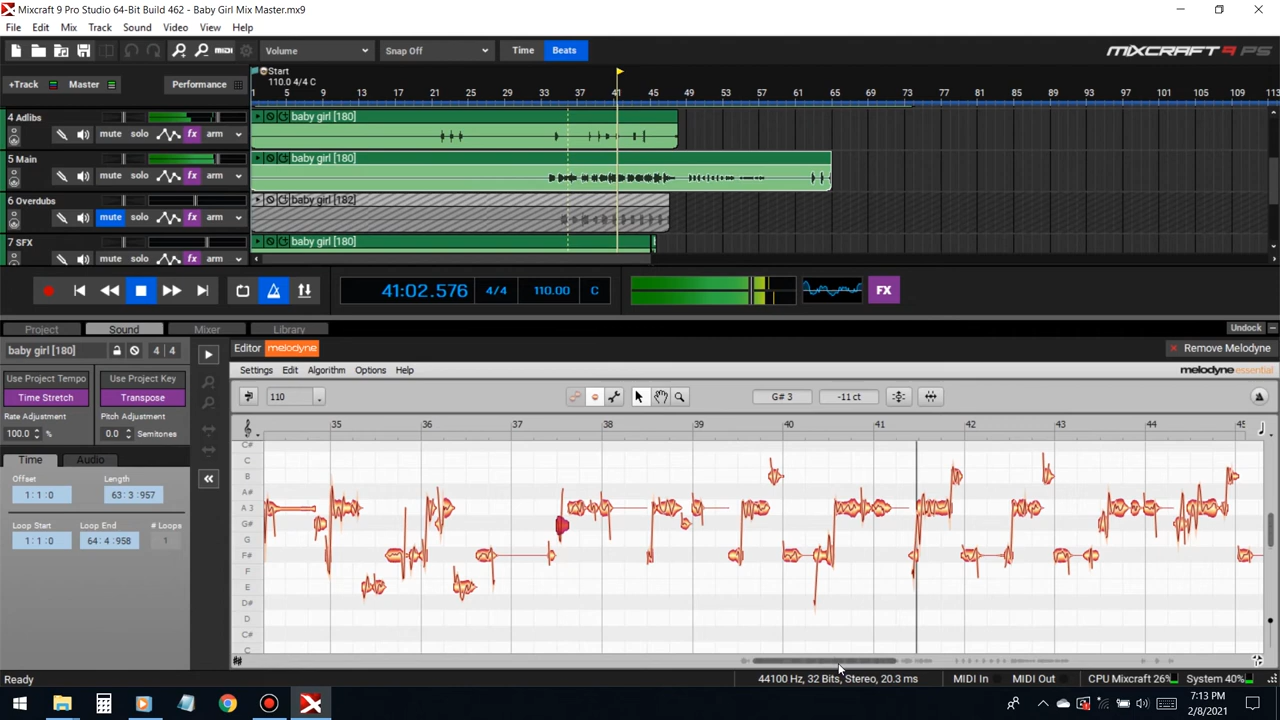 Mixcraft 9 Pro Studio 64-Bit Build 462 - Baby Girl Mix Master.mx9
File Edit Mix Track Sound Video View Help
MIDI Volume Snap Off Time Beats MIXCRAFT 9 PS
+Track Master Performance
Start
110.0 4/4 C
1 5 9 13 17 21 25 29 33 37 41 45 49 53 57 61 65 69 73 77 81 85 89 93 97 101 105 109 113
4 Adlibs baby girl [180]
mute solo fx arm
5 Main baby girl [180]
mute solo fx arm
6 Overdubs baby girl [182]
mute solo fx arm
7 SFX baby girl [180]
mute solo fx arm
41:02.576 4/4 110.00 C FX
Project Sound Mixer Library Undock
baby girl [180] 4 4 Editor melodyne Remove Melodyne
Settings Edit Algorithm Options Help melodyne essential
Use Project Tempo Use Project Key
Time Stretch Transpose
110 G# 3 -11 ct
Rate Adjustment Pitch Adjustment
100.0 % 0.0 Semitones
35 36 37 38 39 40 41 42 43 44 45
Time Audio
Offset Length
1:1:0 63:3:957
Loop Start Loop End # Loops
1:1:0 64:4:958 1
C#
C
B
A#
A 3
G#
G
F#
F
E
D#
D
C#
C
Ready 44100 Hz, 32 Bits, Stereo, 20.3 ms MIDI In MIDI Out CPU Mixcraft 26% System 40%
7:13 PM
2/8/2021